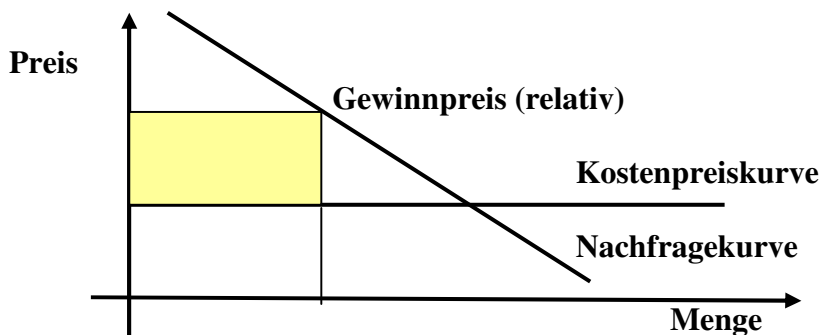 Preis
Gewinnpreis (relativ)
Kostenpreiskurve
Nachfragekurve
Menge